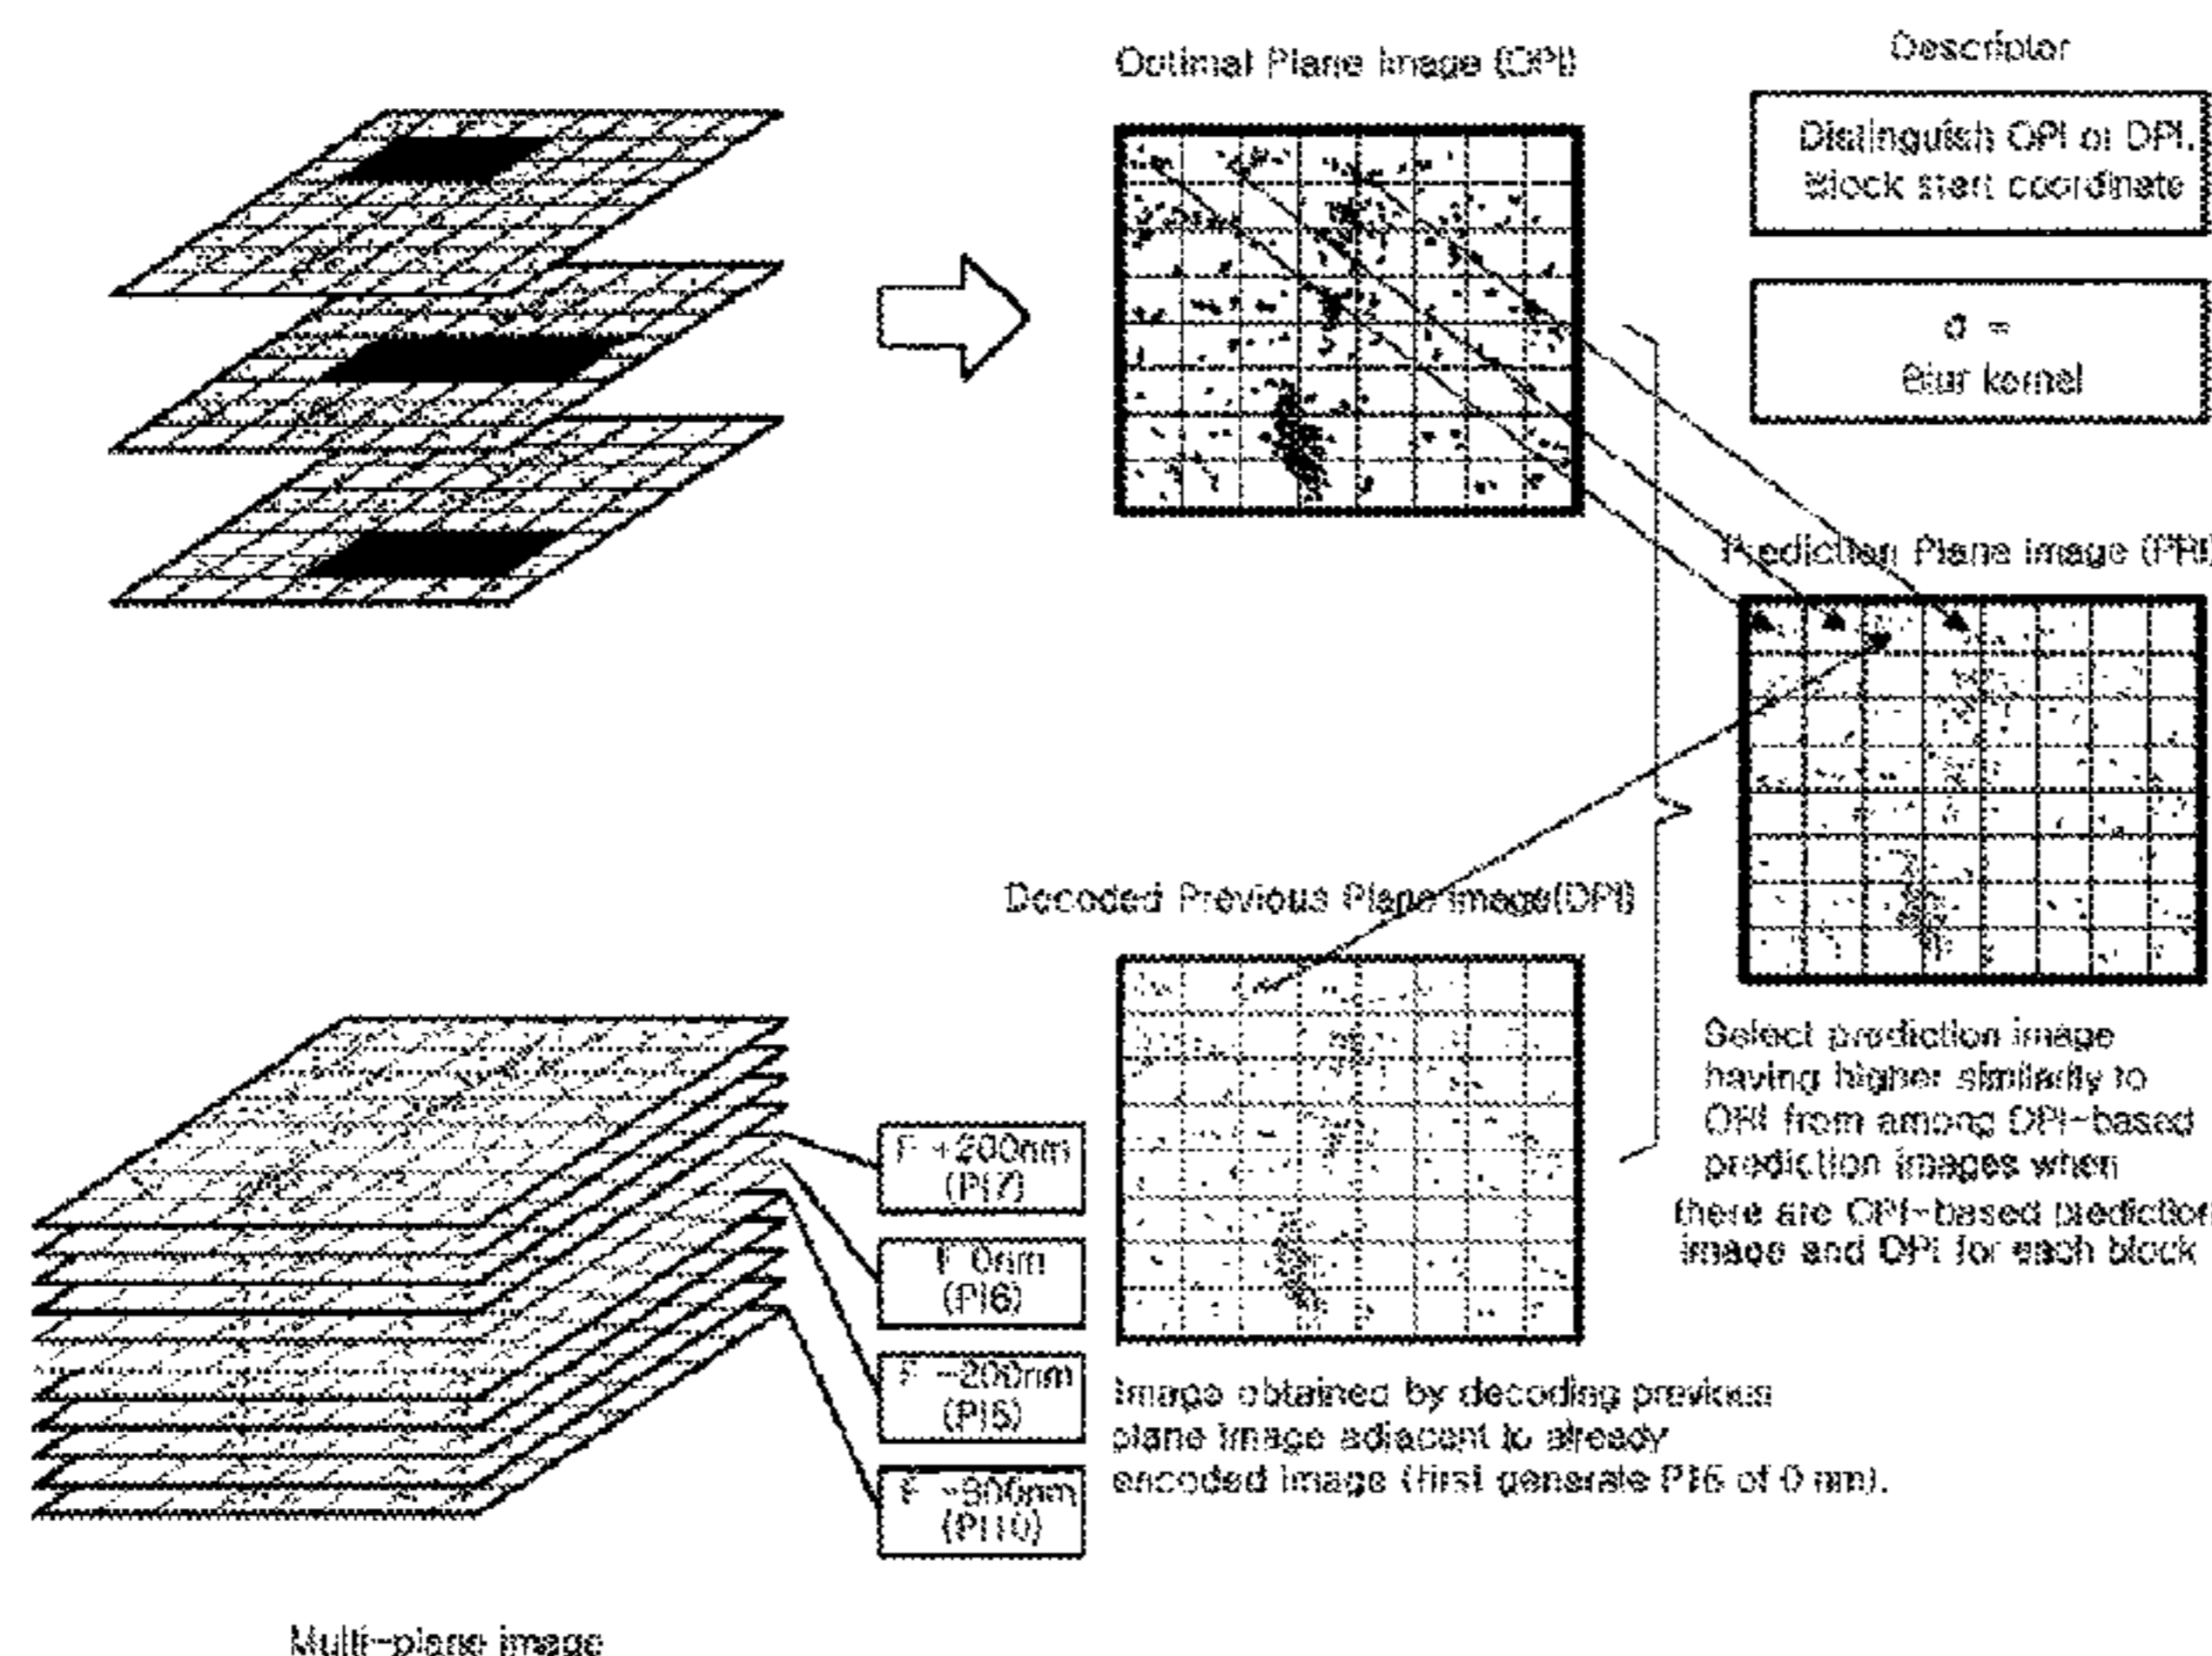 Optimal Plane Image (OPI)
Descriptor
Distinguish OPI or DPI.
Block start coordinate
σ =
Blur kernel
Prediction Plane Image (PRI)
Decoded Previous Plane Image(DPI)
Select prediction image
having higher similarity to
ORI from among DPI-based
prediction images when
there are OPI-based prediction
image and DPI for each block
F +200nm
(PI7)
F 0nm
(PI6)
F -200nm
(PI5)
F -800nm
(PI10)
Image obtained by decoding previous
plane image adjacent to already
encoded image (first generate PI6 of 0 nm).
Multi-plane image